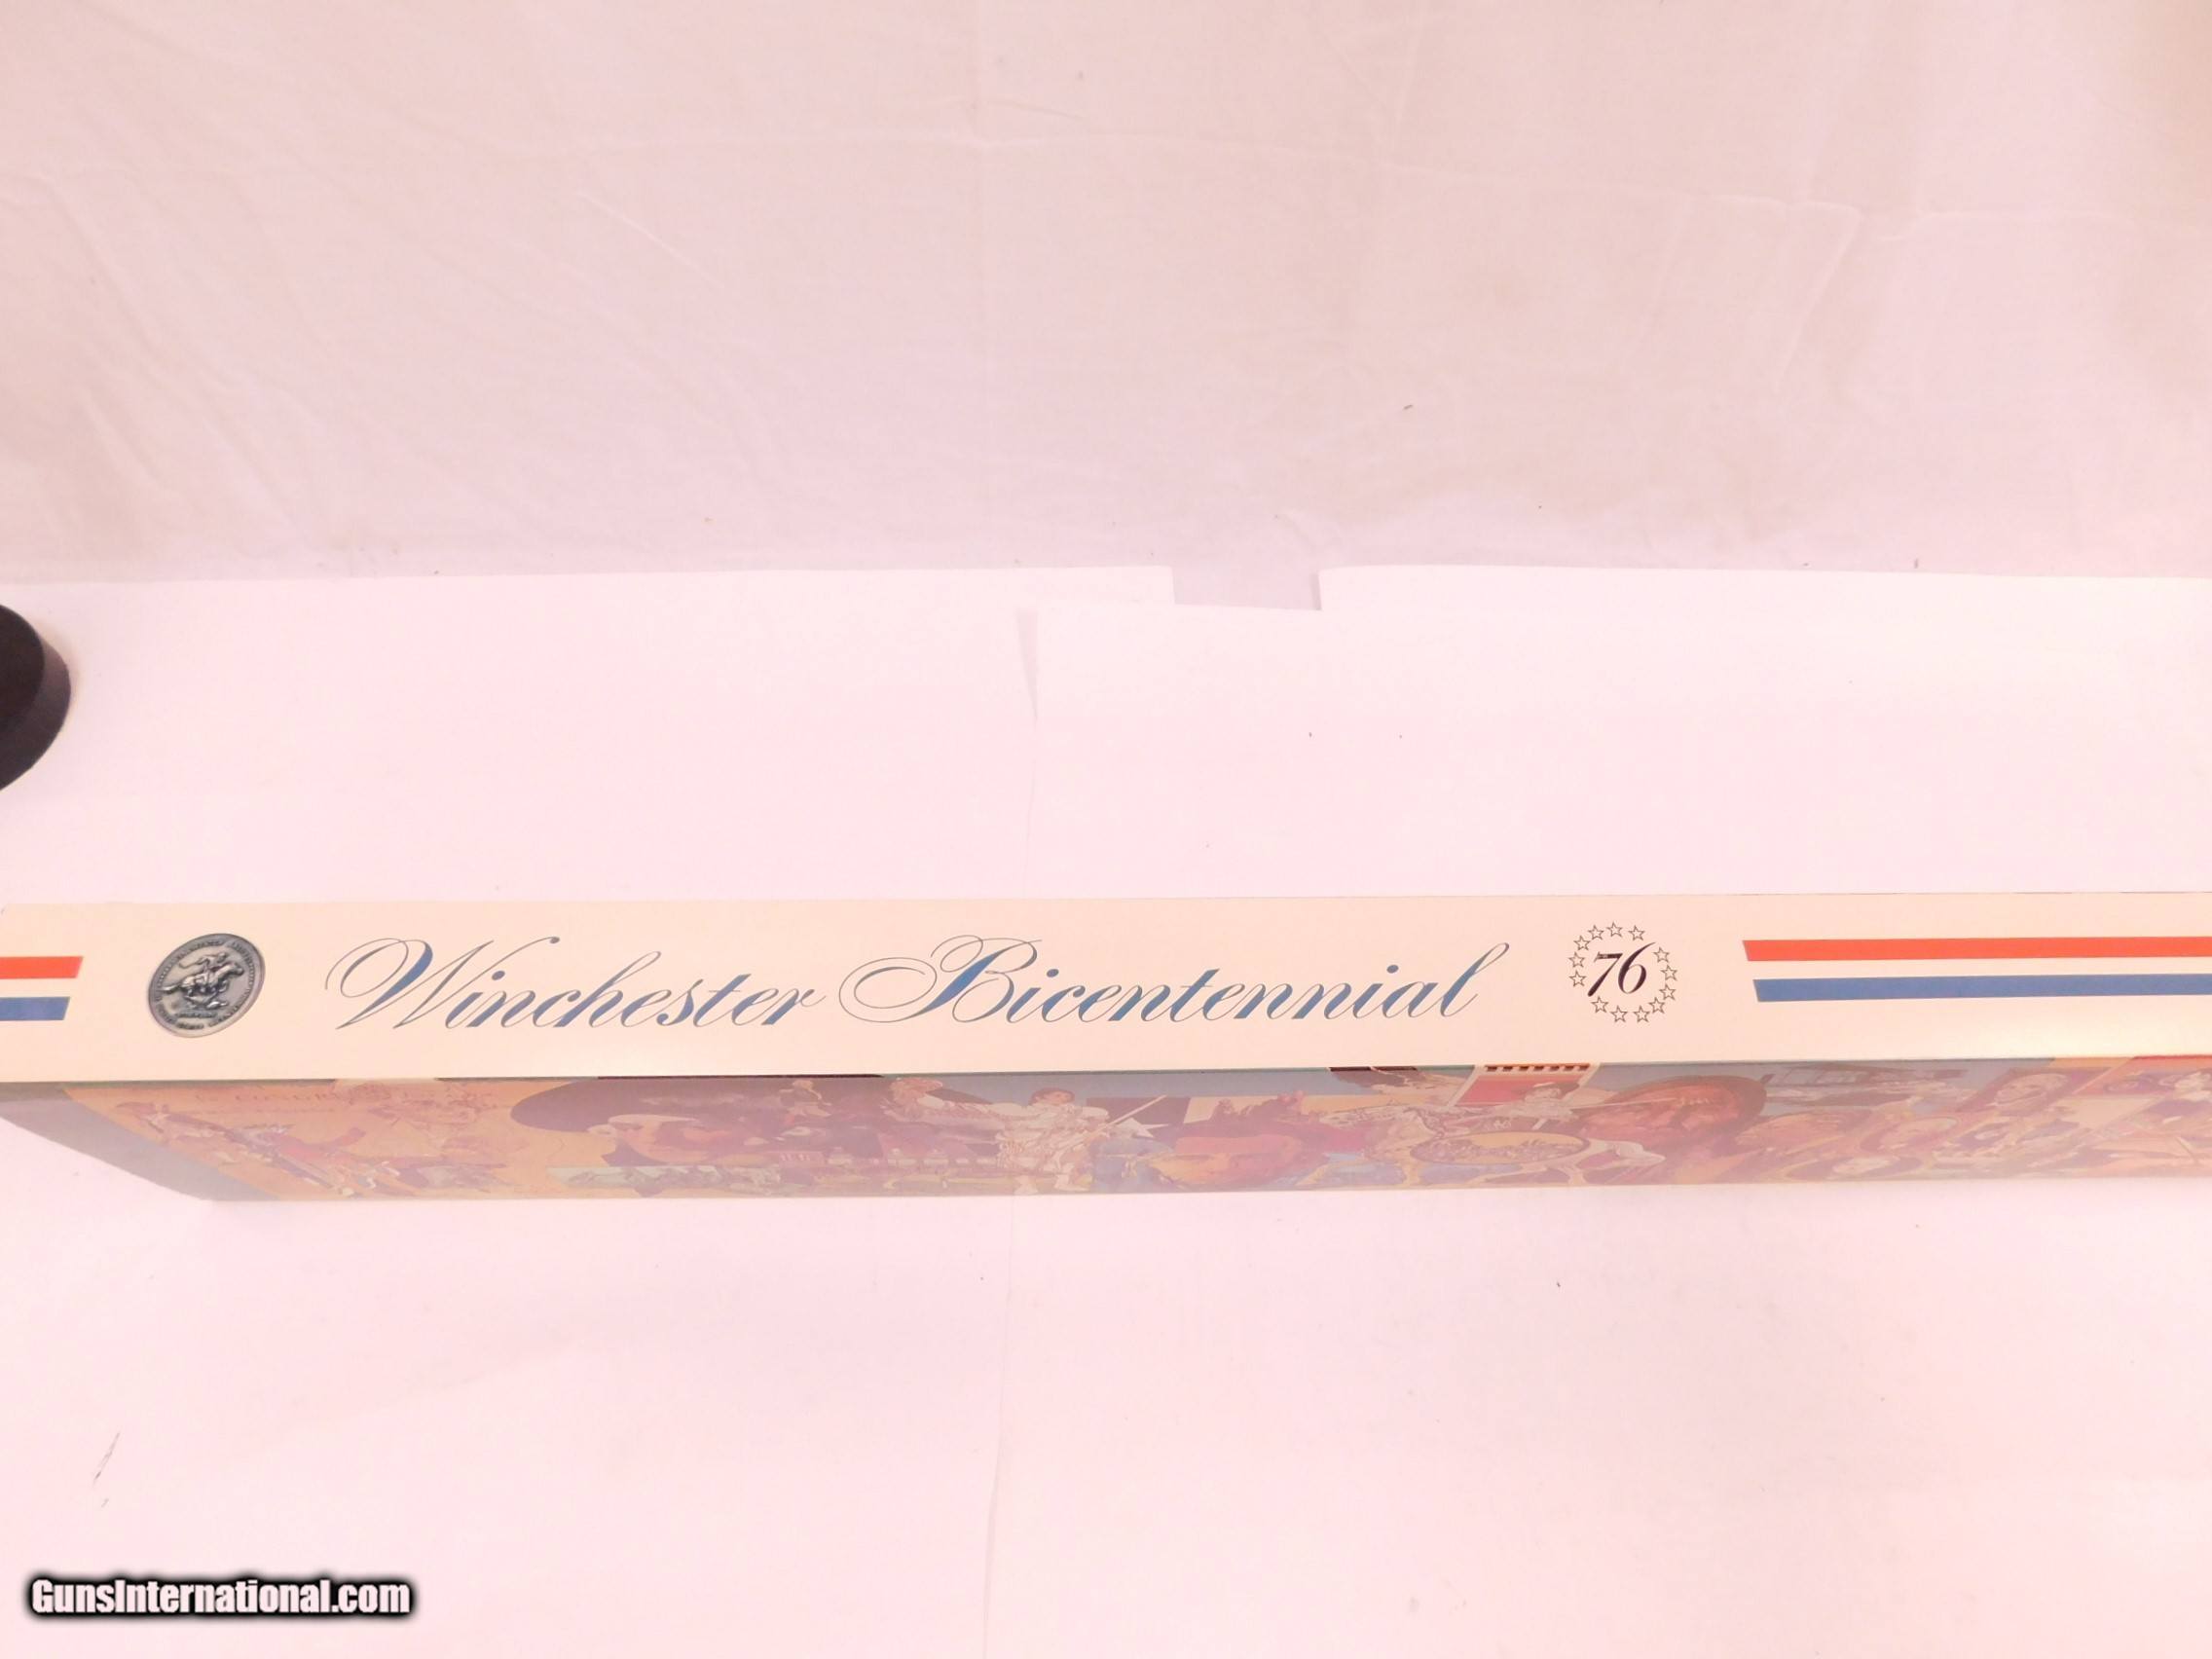 Winchester Bicentennial 76
GunsInternational.com